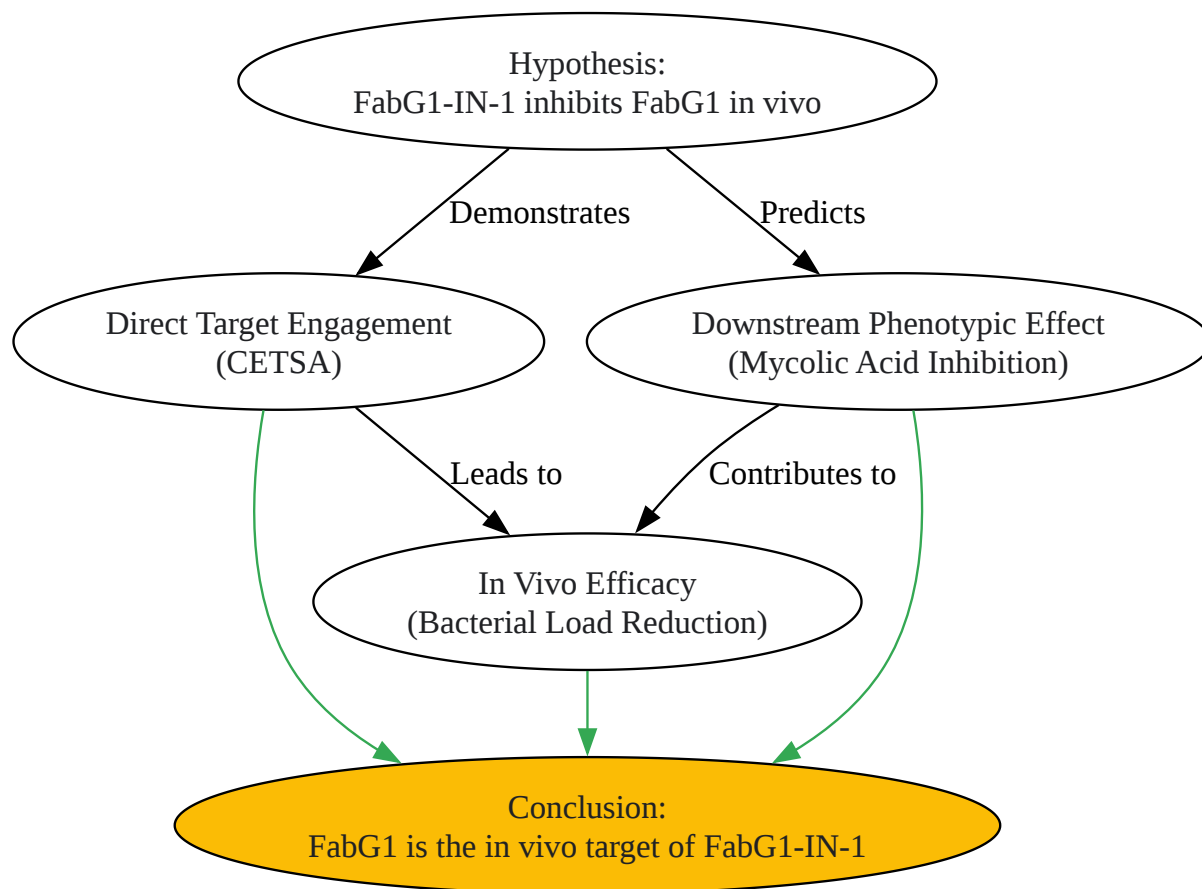 Hypothesis:
FabG1-IN-1 inhibits FabG1 in vivo
Demonstrates
Predicts
Direct Target Engagement
(CETSA)
Downstream Phenotypic Effect
(Mycolic Acid Inhibition)
Leads to
Contributes to
In Vivo Efficacy
(Bacterial Load Reduction)
Conclusion:
FabG1 is the in vivo target of FabG1-IN-1